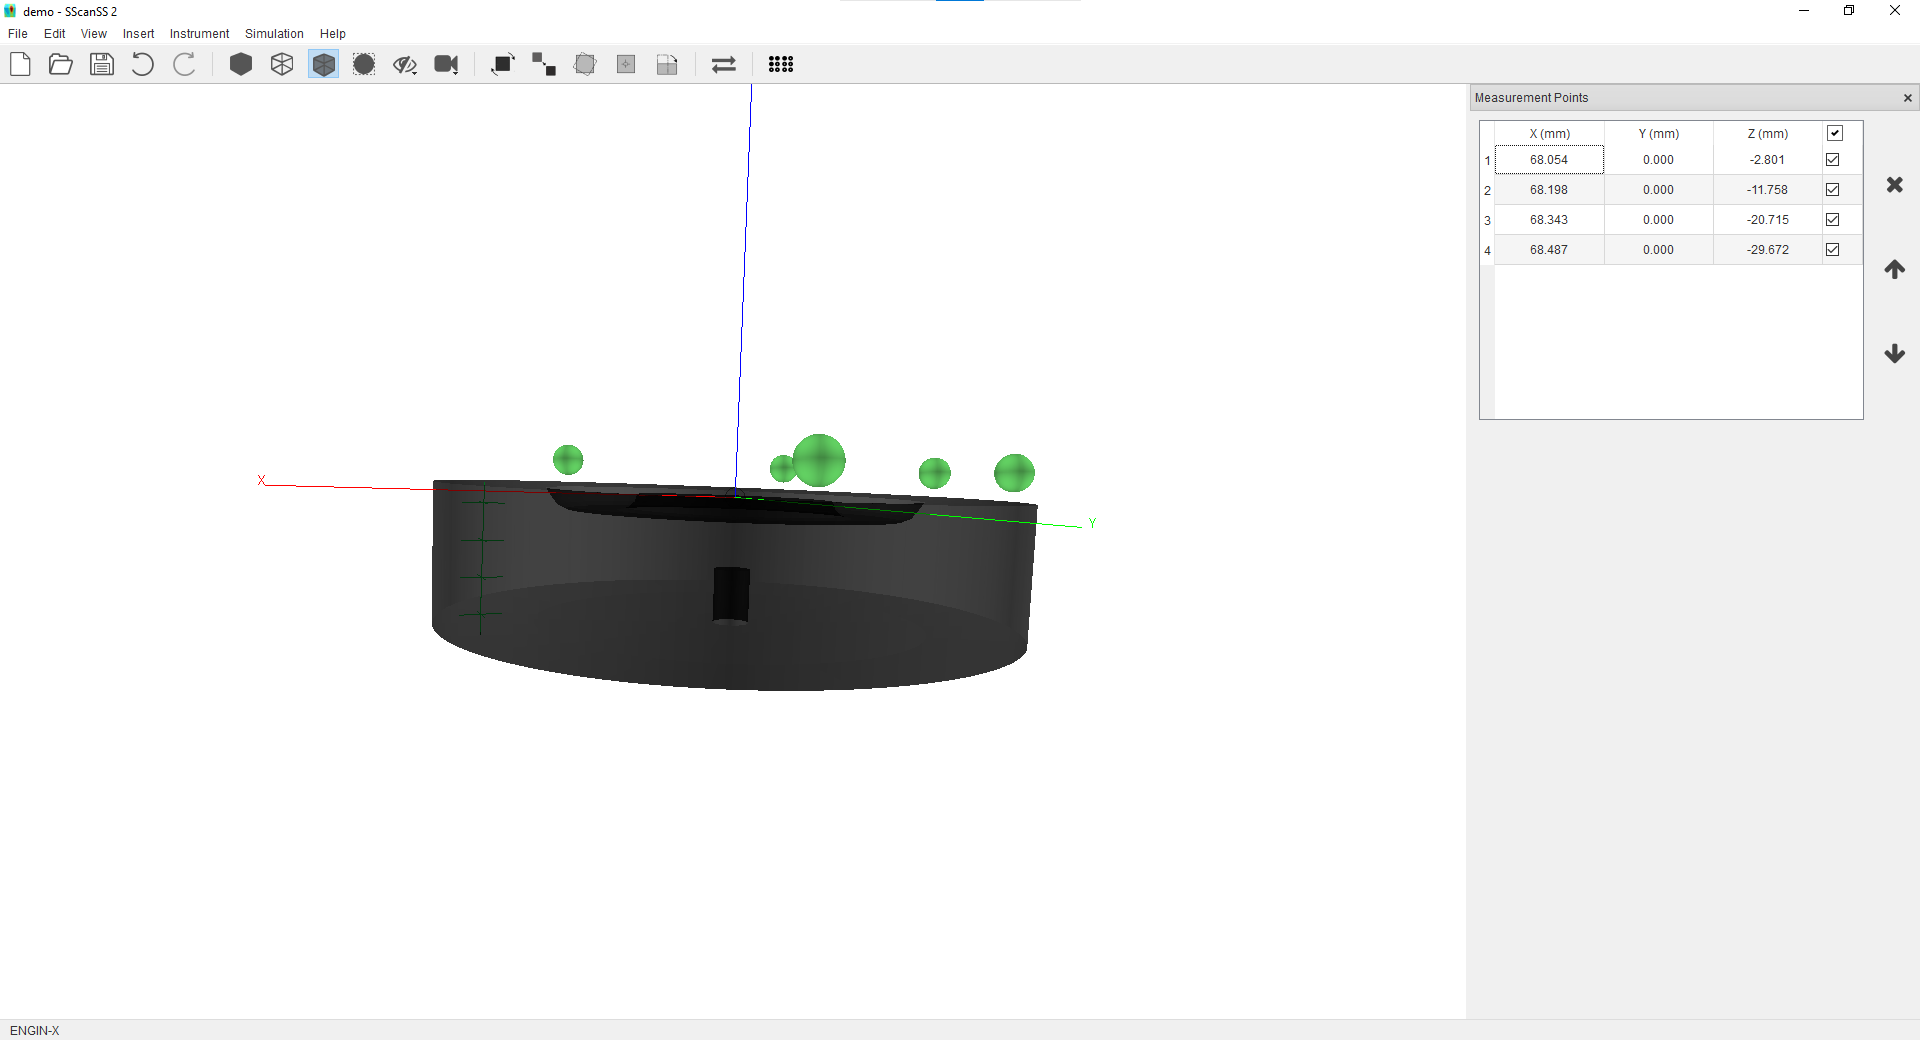 demo - SScanSS 2
File Edit View Insert Instrument Simulation Help
Measurement Points
X (mm) Y (mm) Z (mm)
1 68.054 0.000 -2.801
2 68.198 0.000 -11.758
3 68.343 0.000 -20.715
4 68.487 0.000 -29.672
X
Y
ENGIN-X